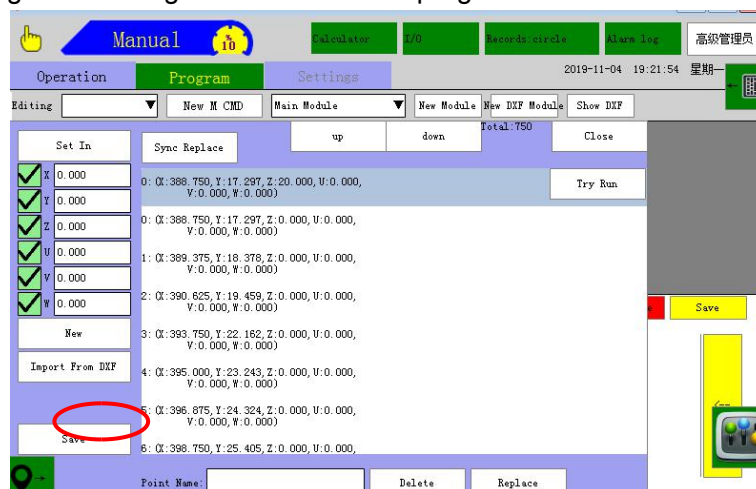 Manual
%
10
Calculator
I/O
Records:circle
Alarm log
高级管理员
Operation
Program
Settings
2019-11-04 19:21:54 星期一
Editing
New M CMD
Main Module
New Module
New DXF Module
Show DXF
Set In
Sync Replace
up
down
Total:750
Close
X 0.000
Y 0.000
Z 0.000
U 0.000
V 0.000
W 0.000
New
Import From DXF
Save
0: (X:388.750, Y:17.297, Z:20.000, U:0.000,
V:0.000, W:0.000)
Try Run
0: (X:388.750, Y:17.297, Z:0.000, U:0.000,
V:0.000, W:0.000)
1: (X:389.375, Y:18.378, Z:0.000, U:0.000,
V:0.000, W:0.000)
2: (X:390.625, Y:19.459, Z:0.000, U:0.000,
V:0.000, W:0.000)
3: (X:393.750, Y:22.162, Z:0.000, U:0.000,
V:0.000, W:0.000)
4: (X:395.000, Y:23.243, Z:0.000, U:0.000,
V:0.000, W:0.000)
5: (X:396.875, Y:24.324, Z:0.000, U:0.000,
V:0.000, W:0.000)
6: (X:398.750, Y:25.405, Z:0.000, U:0.000,
Save
Point Name:
Delete
Replace